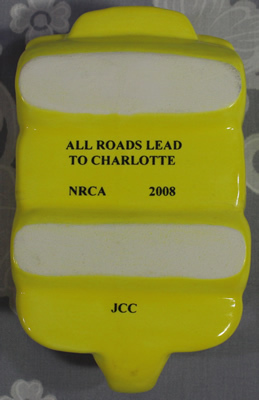 ALL ROADS LEAD
TO CHARLOTTE
NRCA 2008
JCC